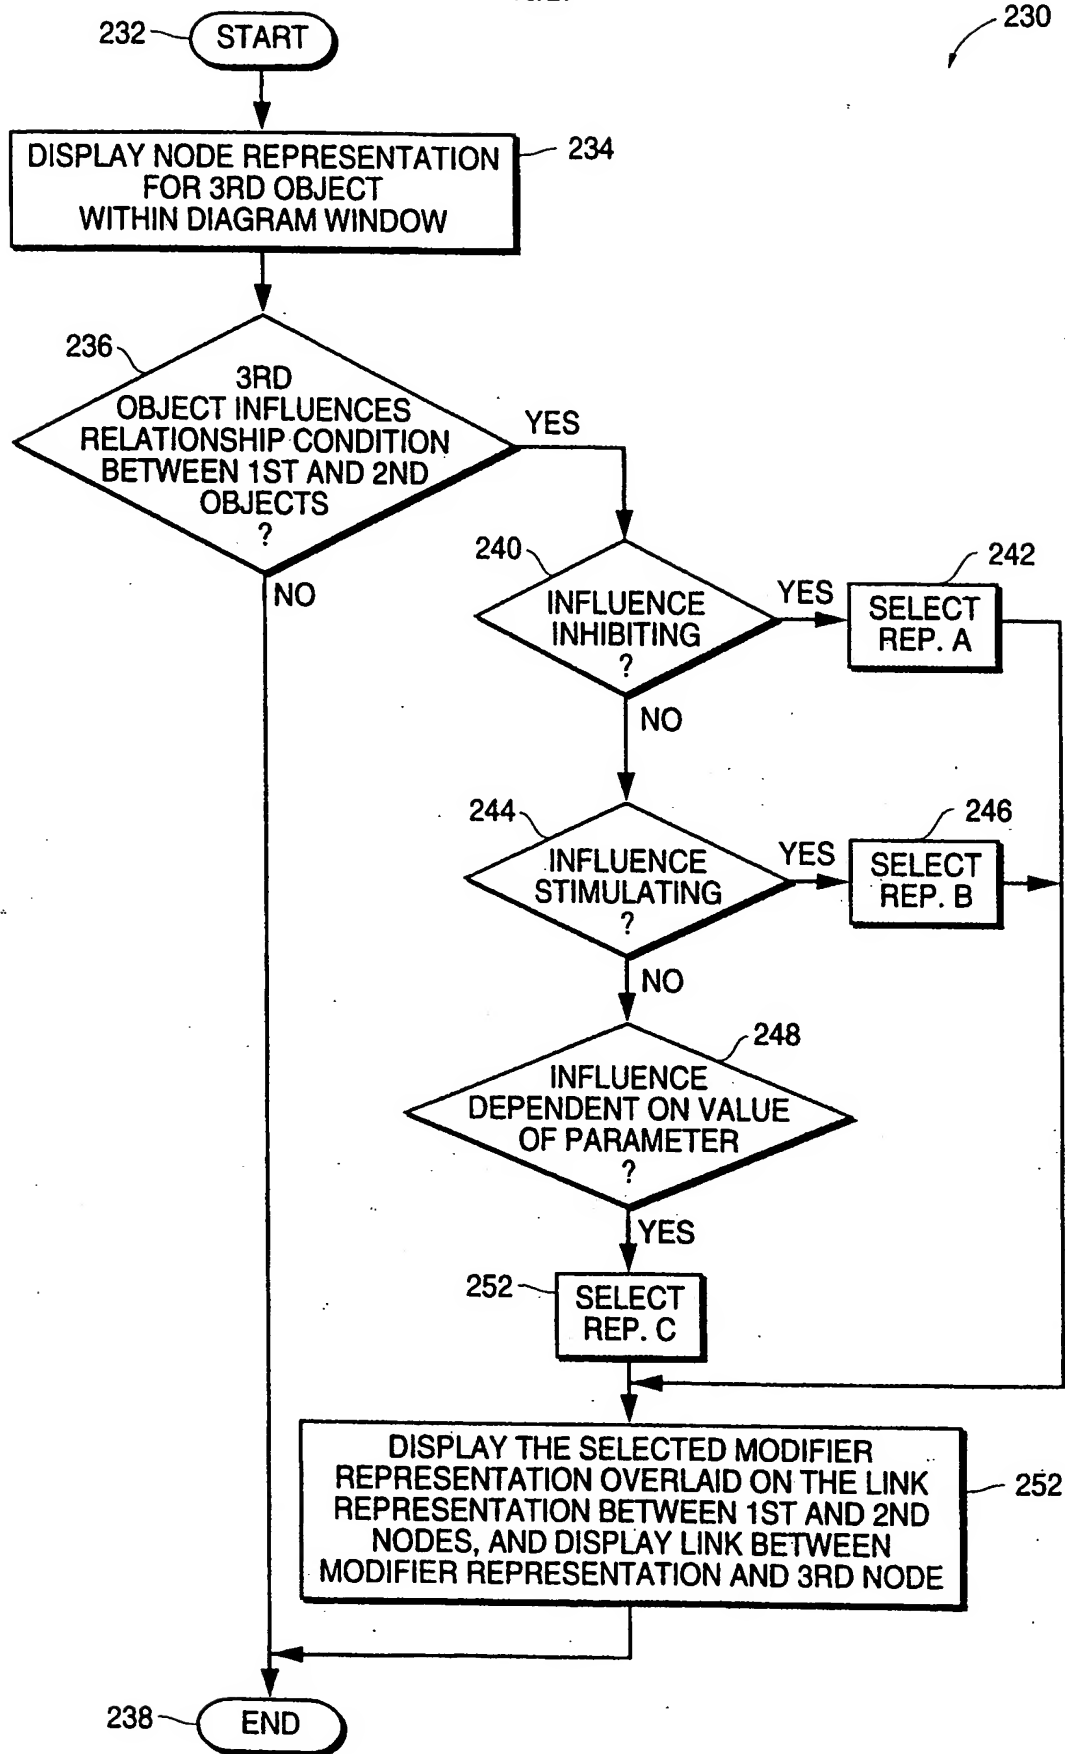 230
232
START
234
DISPLAY NODE REPRESENTATION
FOR 3RD OBJECT
WITHIN DIAGRAM WINDOW
236
3RD
OBJECT INFLUENCES
RELATIONSHIP CONDITION
BETWEEN 1ST AND 2ND
OBJECTS
?
YES
NO
240
INFLUENCE
INHIBITING
?
YES
242
SELECT
REP. A
NO
244
INFLUENCE
STIMULATING
?
YES
246
SELECT
REP. B
NO
248
INFLUENCE
DEPENDENT ON VALUE
OF PARAMETER
?
YES
252
SELECT
REP. C
DISPLAY THE SELECTED MODIFIER
REPRESENTATION OVERLAID ON THE LINK
REPRESENTATION BETWEEN 1ST AND 2ND
NODES, AND DISPLAY LINK BETWEEN
MODIFIER REPRESENTATION AND 3RD NODE
252
238
END